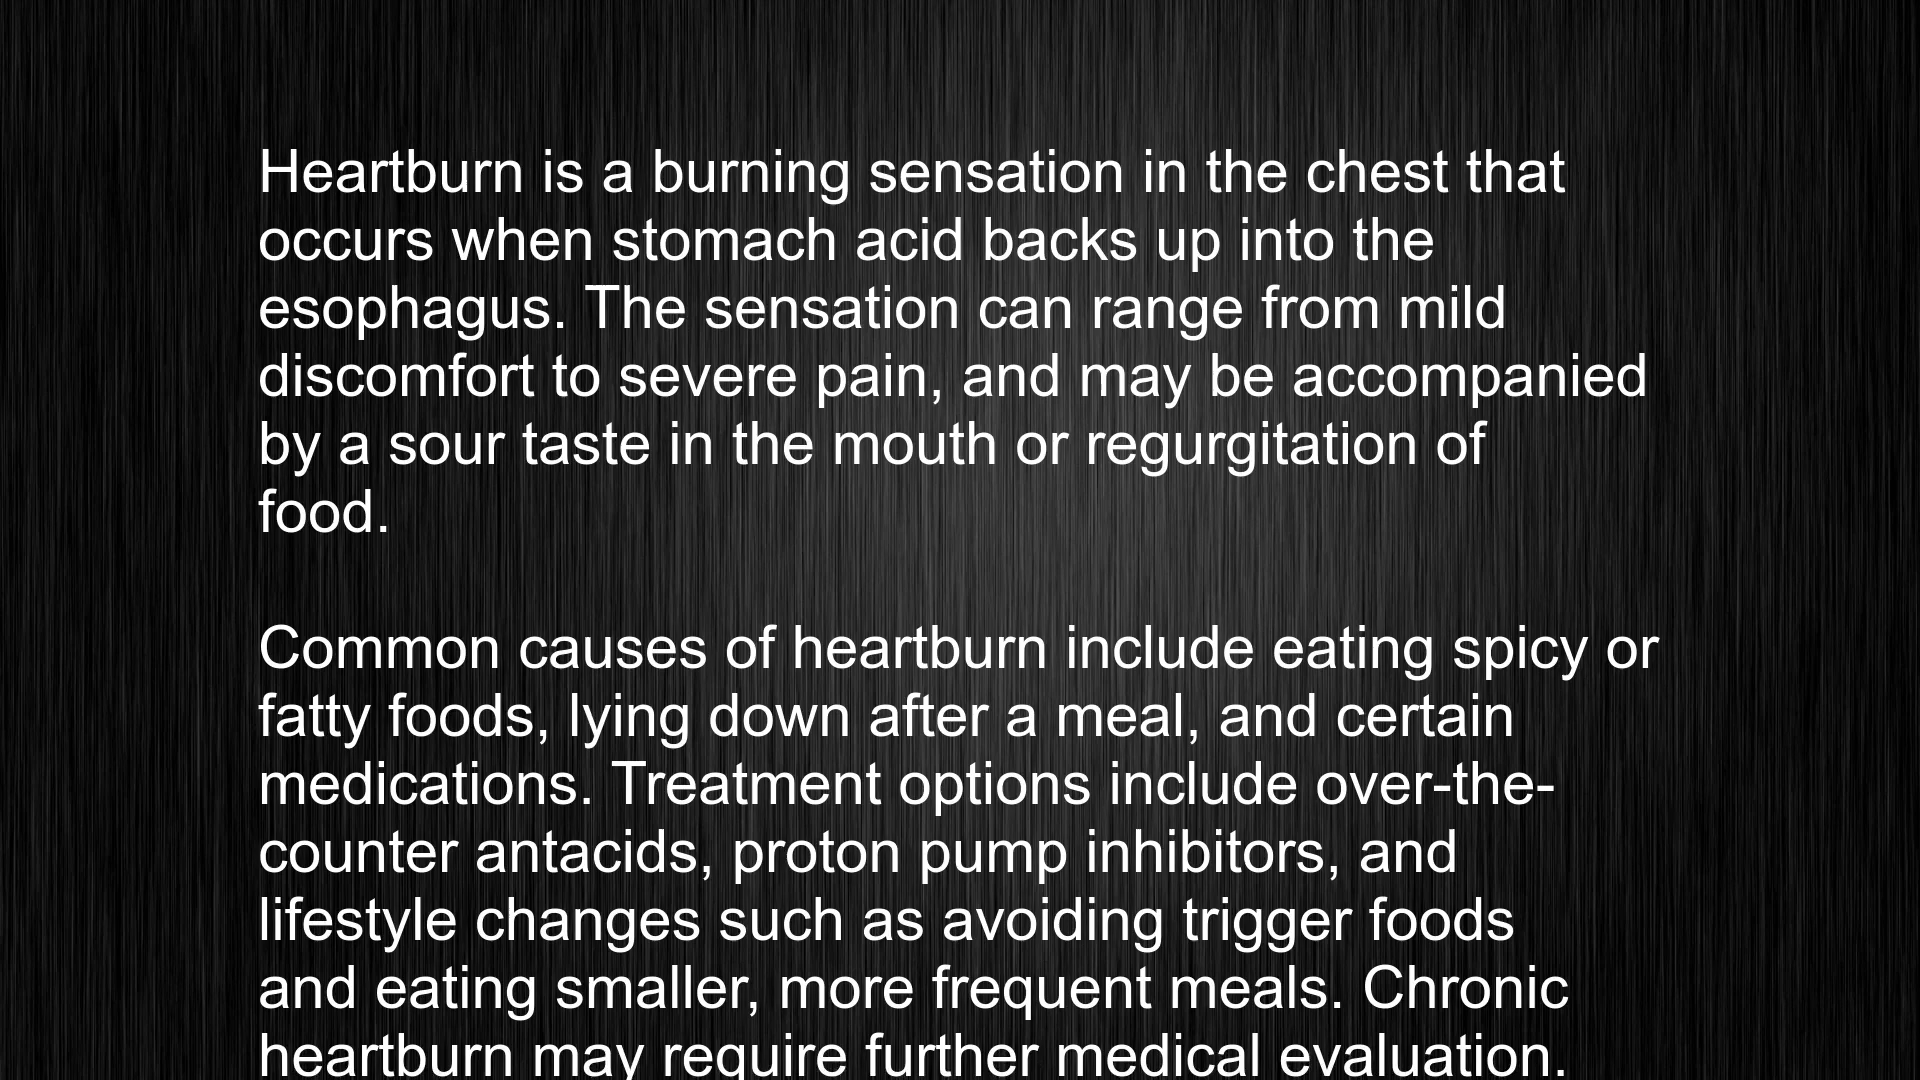 Heartburn is a burning sensation in the chest that
occurs when stomach acid backs up into the
esophagus. The sensation can range from mild
discomfort to severe pain, and may be accompanied
by a sour taste in the mouth or regurgitation of
food.
Common causes of heartburn include eating spicy or
fatty foods, lying down after a meal, and certain
medications. Treatment options include over-the-
counter antacids, proton pump inhibitors, and
lifestyle changes such as avoiding trigger foods
and eating smaller, more frequent meals. Chronic
heartburn may require further medical evaluation.